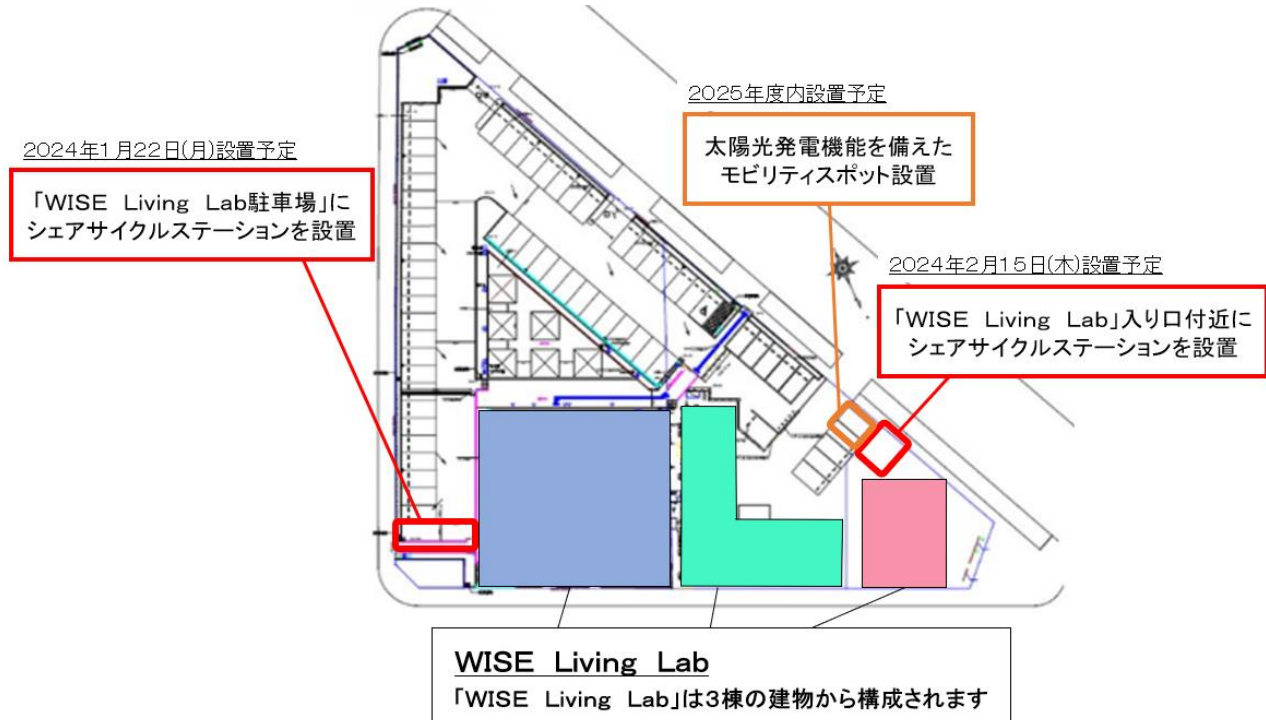 2025年度内設置予定
太陽光発電機能を備えた
モビリティスポット設置
2024年1月22日(月)設置予定
「WISE Living Lab駐車場」に
シェアサイクルステーションを設置
2024年2月15日(木)設置予定
「WISE Living Lab」入り口付近に
シェアサイクルステーションを設置
WISE Living Lab
「WISE Living Lab」は3棟の建物から構成されます